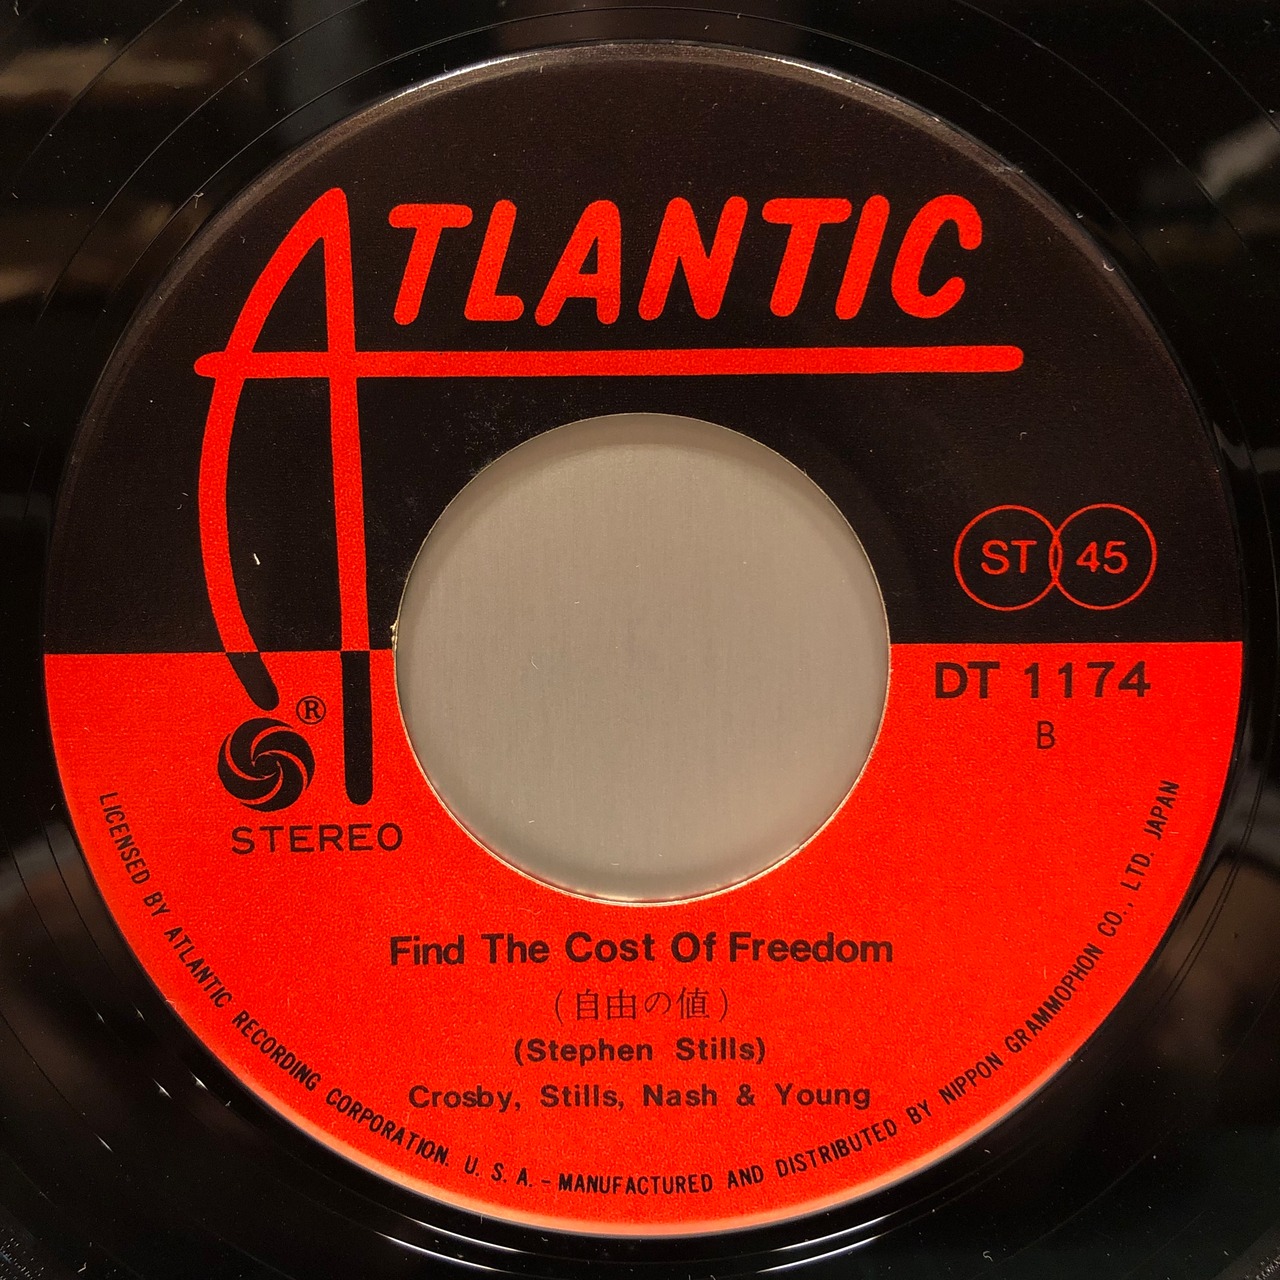 ATLANTIC
ST 45
DT 1174
B
®
STEREO
Find The Cost Of Freedom
(自由の値)
(Stephen Stills)
Crosby, Stills, Nash & Young
LICENSED BY ATLANTIC RECORDING CORPORATION. U. S. A. - MANUFACTURED AND DISTRIBUTED BY NIPPON GRAMMOPHON CO., LTD. JAPAN